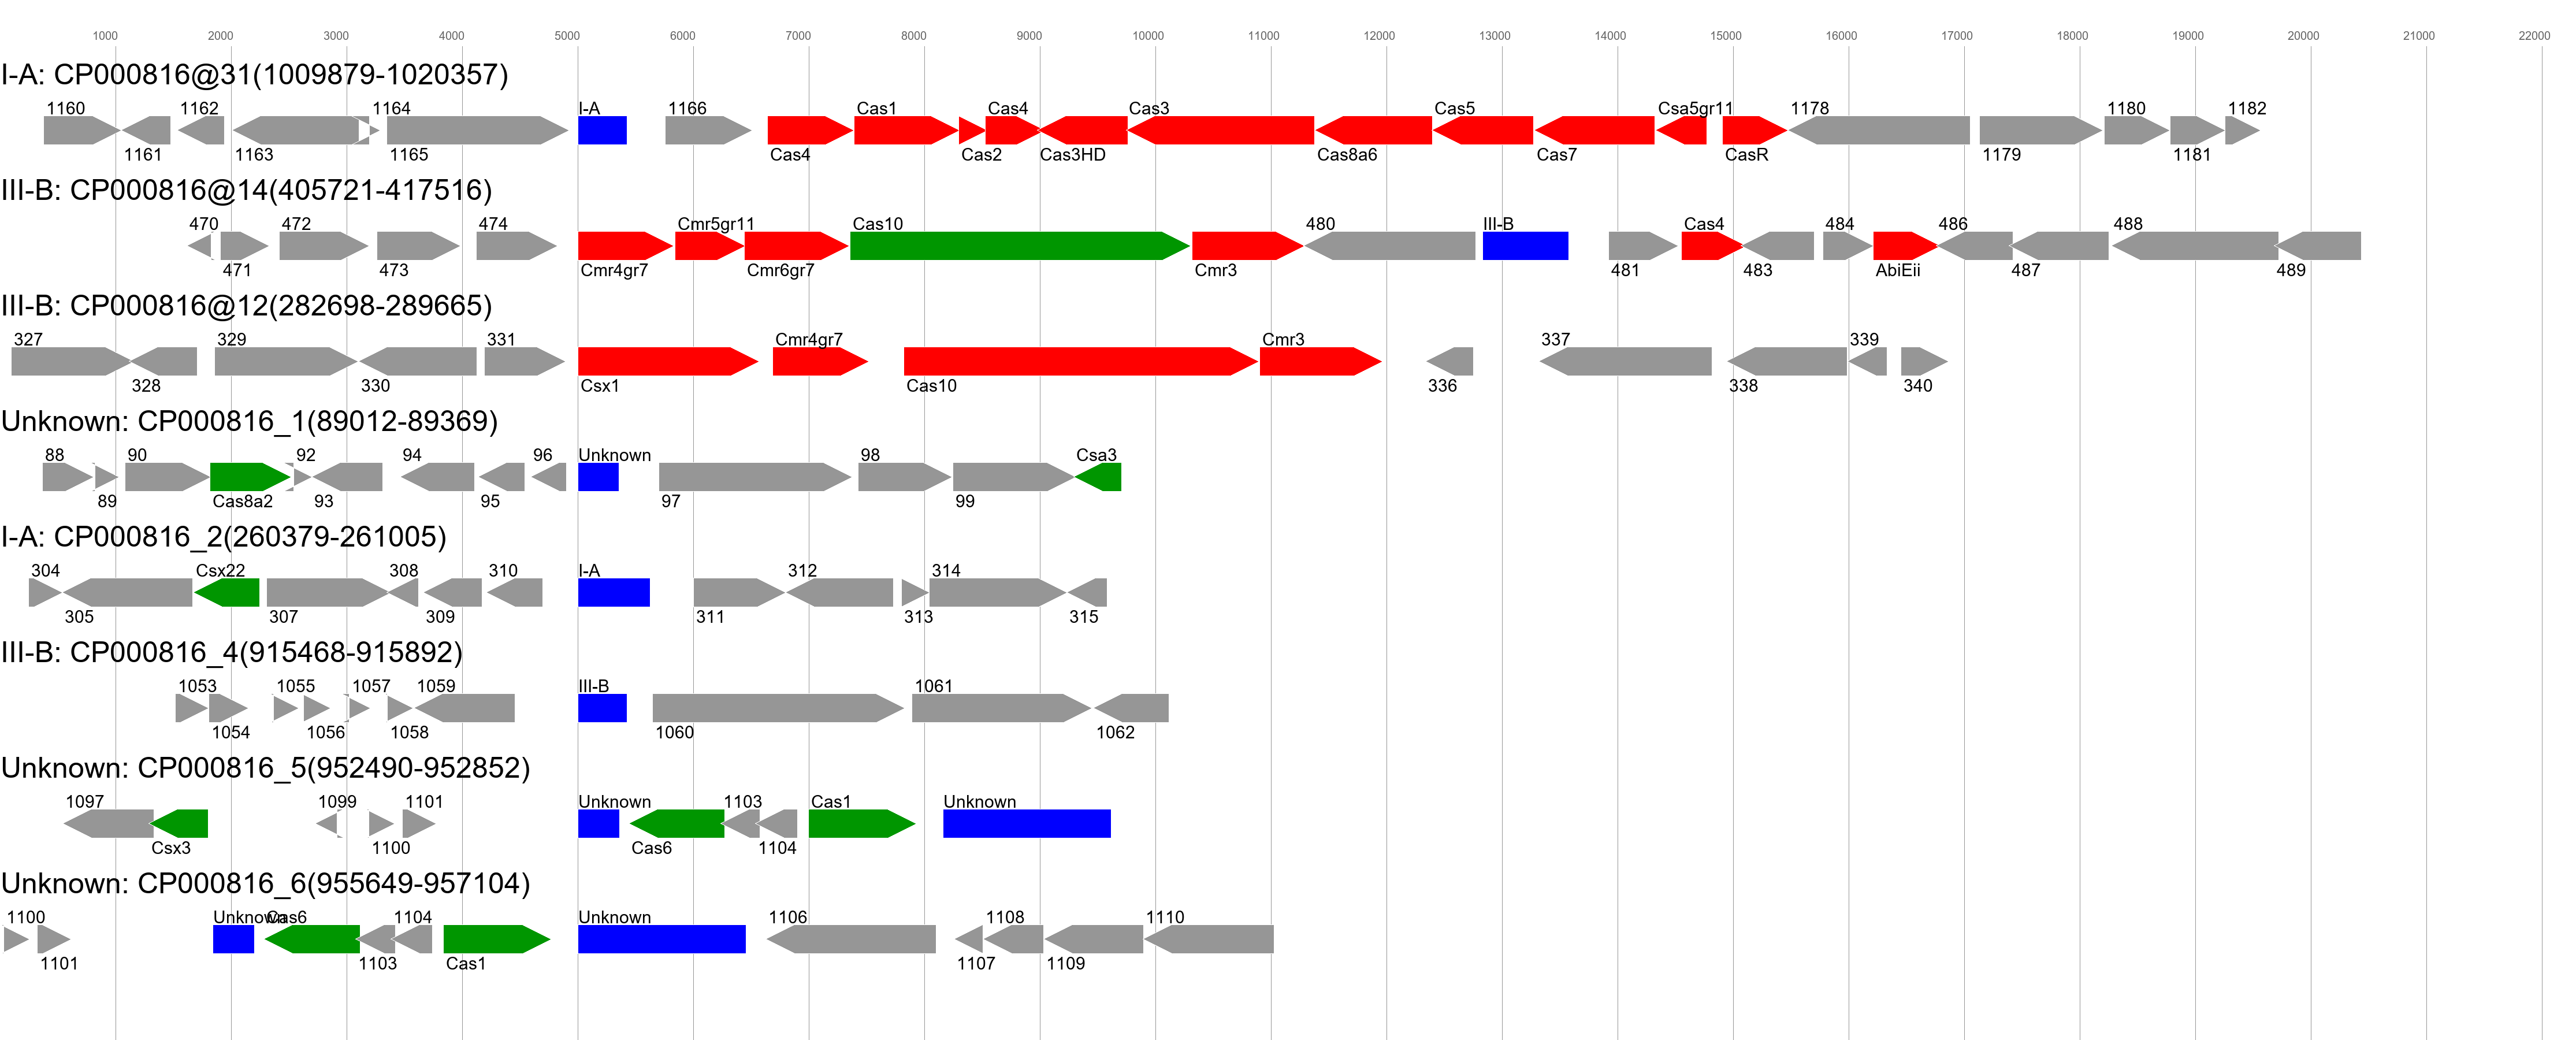 1000 2000 3000 4000 5000 6000 7000 8000 9000 10000 11000 12000 13000 14000 15000 16000 17000 18000 19000 20000 21000 22000
I-A: CP000816@31(1009879-1020357)
1160 1162 1164 I-A 1166 Cas1 Cas4 Cas3 Cas5 Csa5gr11 1178 1180 1182
1161 1163 1165 Cas4 Cas2 Cas3HD Cas8a6 Cas7 CasR 1179 1181
III-B: CP000816@14(405721-417516)
470 472 474 Cmr5gr11 Cas10 480 III-B Cas4 484 486 488
471 473 Cmr4gr7 Cmr6gr7 Cmr3 481 483 AbiEii 487 489
III-B: CP000816@12(282698-289665)
327 329 331 Cmr4gr7 Cmr3 337 339
328 330 Csx1 Cas10 336 338 340
Unknown: CP000816_1(89012-89369)
88 90 92 94 96 Unknown 98 Csa3
89 Cas8a2 93 95 97 99
I-A: CP000816_2(260379-261005)
304 Csx22 308 310 I-A 312 314
305 307 309 311 313 315
III-B: CP000816_4(915468-915892)
1053 1055 1057 1059 III-B 1061
1054 1056 1058 1060 1062
Unknown: CP000816_5(952490-952852)
1097 1099 1101 Unknown 1103 Cas1 Unknown
Csx3 1100 Cas6 1104
Unknown: CP000816_6(955649-957104)
1100 Unknown Cas6 1104 Unknown 1106 1108 1110
1101 1103 Cas1 1107 1109